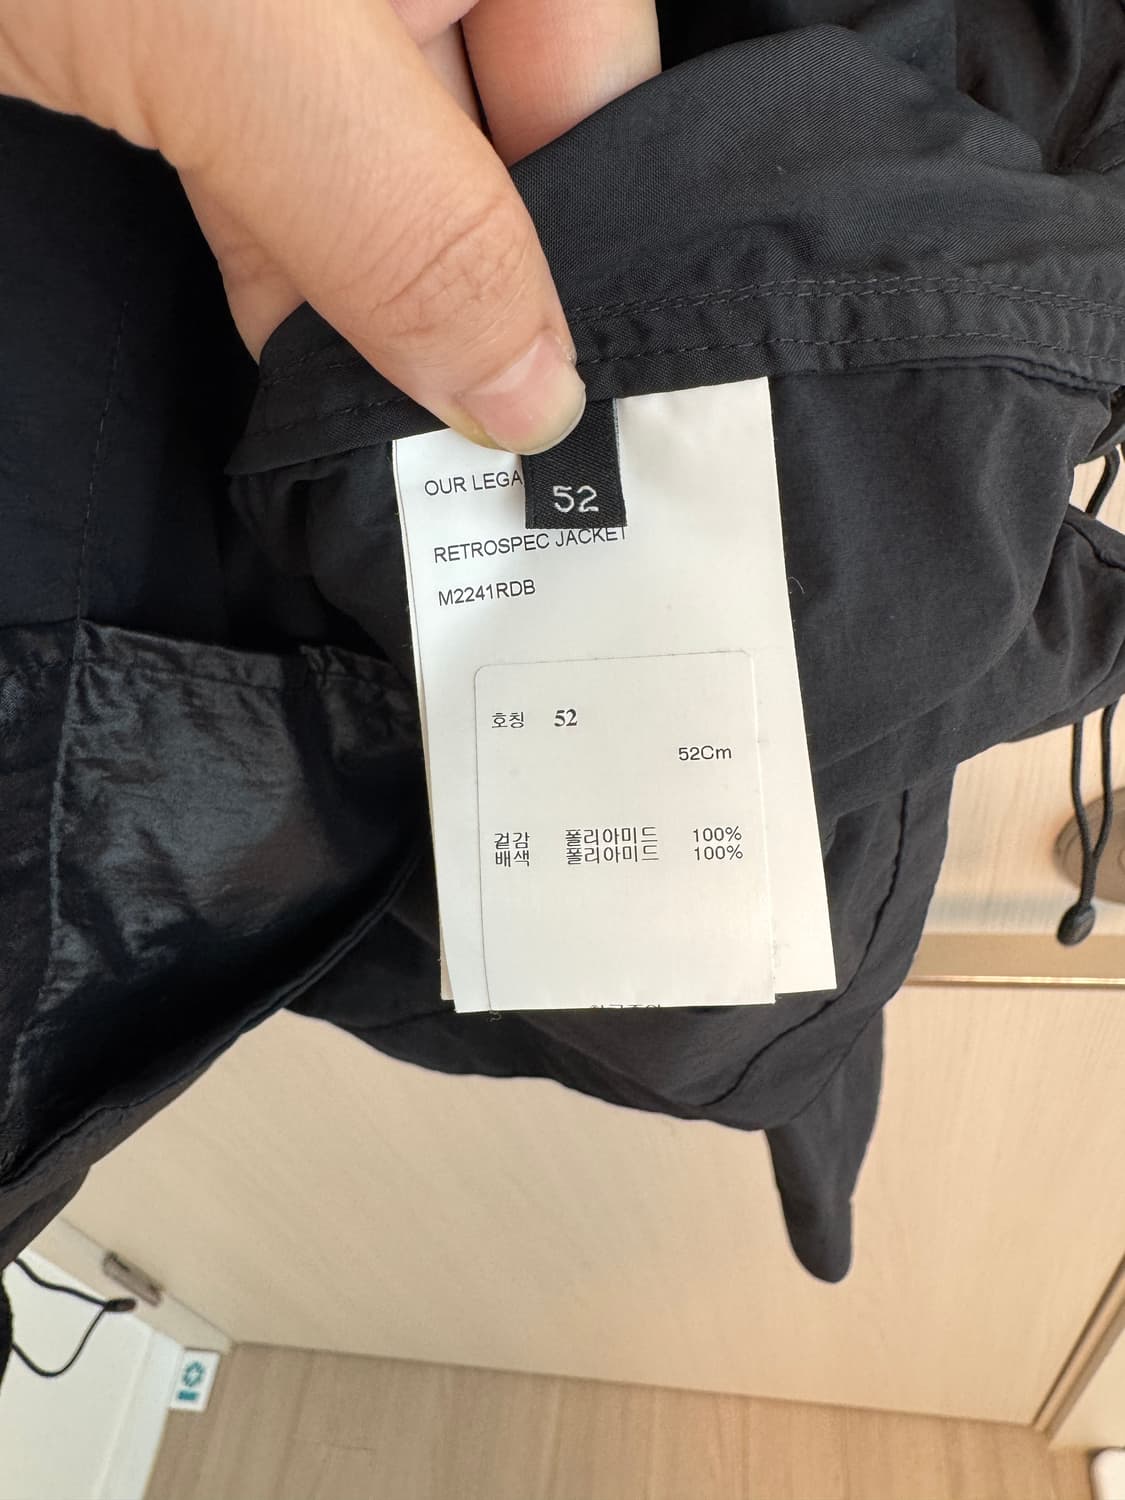 OUR LEGA
52
RETROSPEC JACKET
M2241RDB
호칭 52
52Cm
겉감 폴리아미드 100%
배색 폴리아미드 100%